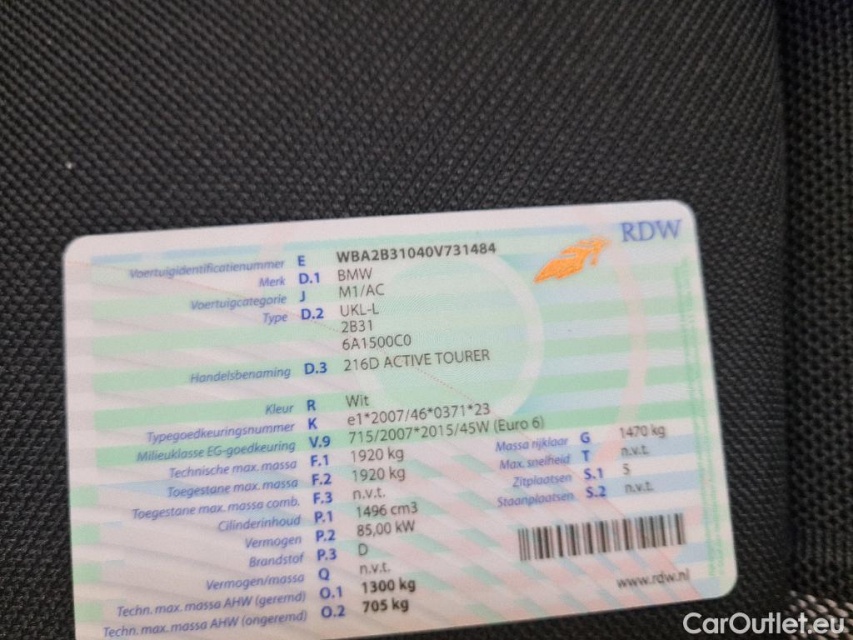 RDW
Voertuigidentificatienummer E WBA2B31040V731484
Merk D.1 BMW
Voertuigcategorie J M1/AC
Type D.2 UKL-L
2B31
6A1500C0
Handelsbenaming D.3 216D ACTIVE TOURER
Kleur R Wit
Typegoedkeuringsnummer K e1*2007/46*0371*23
Milieuklasse EG-goedkeuring V.9 715/2007*2015/45W (Euro 6)
Technische max. massa F.1 1920 kg
Toegestane max. massa F.2 1920 kg
Toegestane max. massa comb. F.3 n.v.t.
Cilinderinhoud P.1 1496 cm3
Vermogen P.2 85,00 kW
Brandstof P.3 D
Vermogen/massa Q n.v.t.
Techn. max. massa AHW (geremd) O.1 1300 kg
Techn. max. massa AHW (ongeremd) O.2 705 kg
Massa rijklaar G 1470 kg
Max. snelheid T n.v.t.
Zitplaatsen S.1 5
Staanplaatsen S.2 n.v.t.
www.rdw.nl
CarOutlet.eu